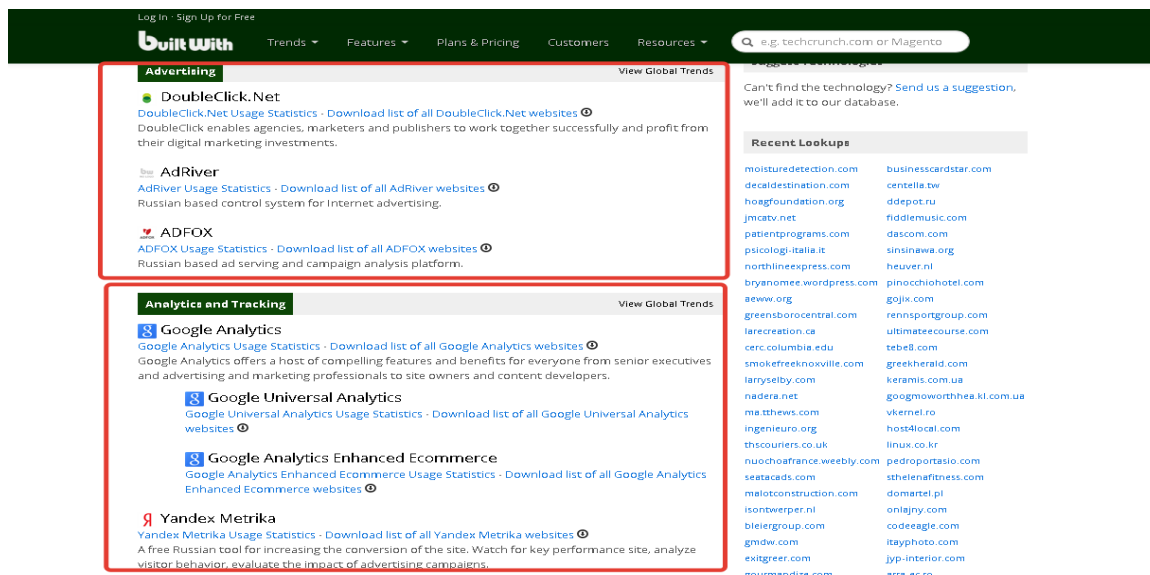 Log In · Sign Up for Free
built With
Trends
Features
Plans & Pricing
Customers
Resources
e.g. techcrunch.com or Magento
Advertising
View Global Trends
DoubleClick.Net
DoubleClick.Net Usage Statistics - Download list of all DoubleClick.Net websites
DoubleClick enables agencies, marketers and publishers to work together successfully and profit from
their digital marketing investments.
AdRiver
AdRiver Usage Statistics - Download list of all AdRiver websites
Russian based control system for Internet advertising.
ADFOX
ADFOX Usage Statistics - Download list of all ADFOX websites
Russian based ad serving and campaign analysis platform.
Analytics and Tracking
View Global Trends
Google Analytics
Google Analytics Usage Statistics - Download list of all Google Analytics websites
Google Analytics offers a host of compelling features and benefits for everyone from senior executives
and advertising and marketing professionals to site owners and content developers.
Google Universal Analytics
Google Universal Analytics Usage Statistics - Download list of all Google Universal Analytics
websites
Google Analytics Enhanced Ecommerce
Google Analytics Enhanced Ecommerce Usage Statistics - Download list of all Google Analytics
Enhanced Ecommerce websites
Yandex Metrika
Yandex Metrika Usage Statistics - Download list of all Yandex Metrika websites
A free Russian tool for increasing the conversion of the site. Watch for key performance site, analyze
visitor behavior, evaluate the impact of advertising campaigns.
Suggest Technologies
Can't find the technology? Send us a suggestion,
we'll add it to our database.
Recent Lookups
moisturedetection.com businesscardstar.com
decaldestination.com centella.tw
hoagfoundation.org ddepot.ru
jmcatv.net fiddlemusic.com
patientprograms.com dascom.com
psicologi-italia.it sinsinawa.org
northlineexpress.com heuver.nl
bryanomee.wordpress.com pinocchiohotel.com
aeww.org gojix.com
greensborocentral.com rennsportgroup.com
larecreation.ca ultimateecourse.com
cerc.columbia.edu tebe8.com
smokefreeknoxville.com greekherald.com
larryselby.com keramis.com.ua
nadera.net googmoworthhea.kl.com.ua
ma.tthews.com vkernel.ro
ingenieuro.org host4local.com
thscouriers.co.uk linux.co.kr
nuochoafrance.weebly.com pedroportasio.com
seatacads.com sthelenafitness.com
malotconstruction.com domartel.pl
isontwerper.nl onlajny.com
bleiergroup.com codeeagle.com
gmdw.com itayphoto.com
exitgreer.com jyp-interior.com
gourmandize.com